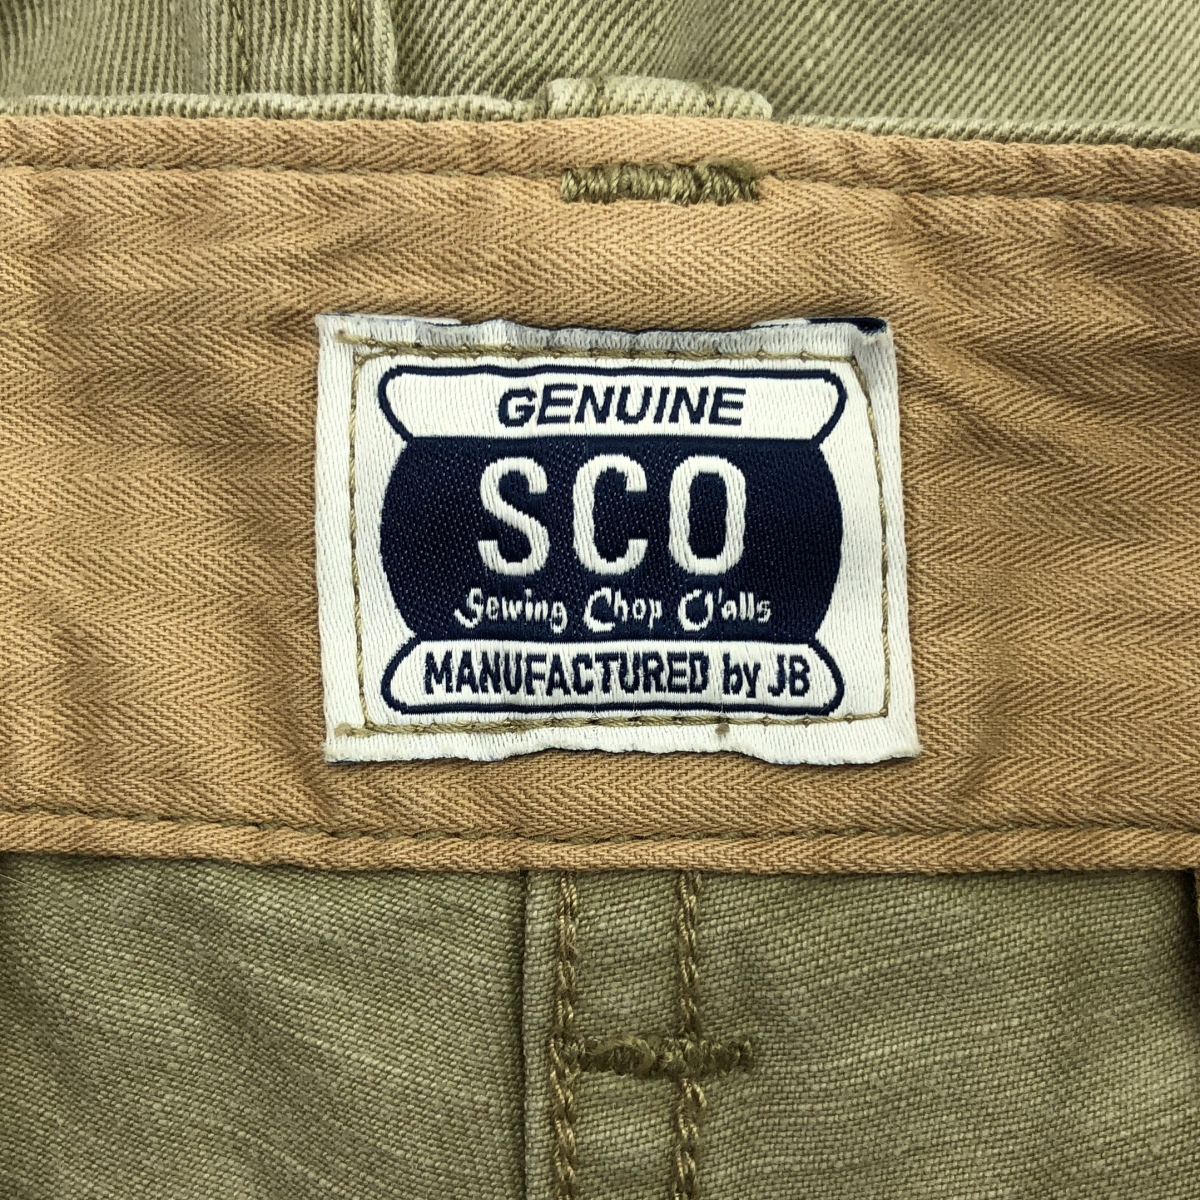 GENUINE
SCO
Sewing Chop O'alls
MANUFACTURED by JB